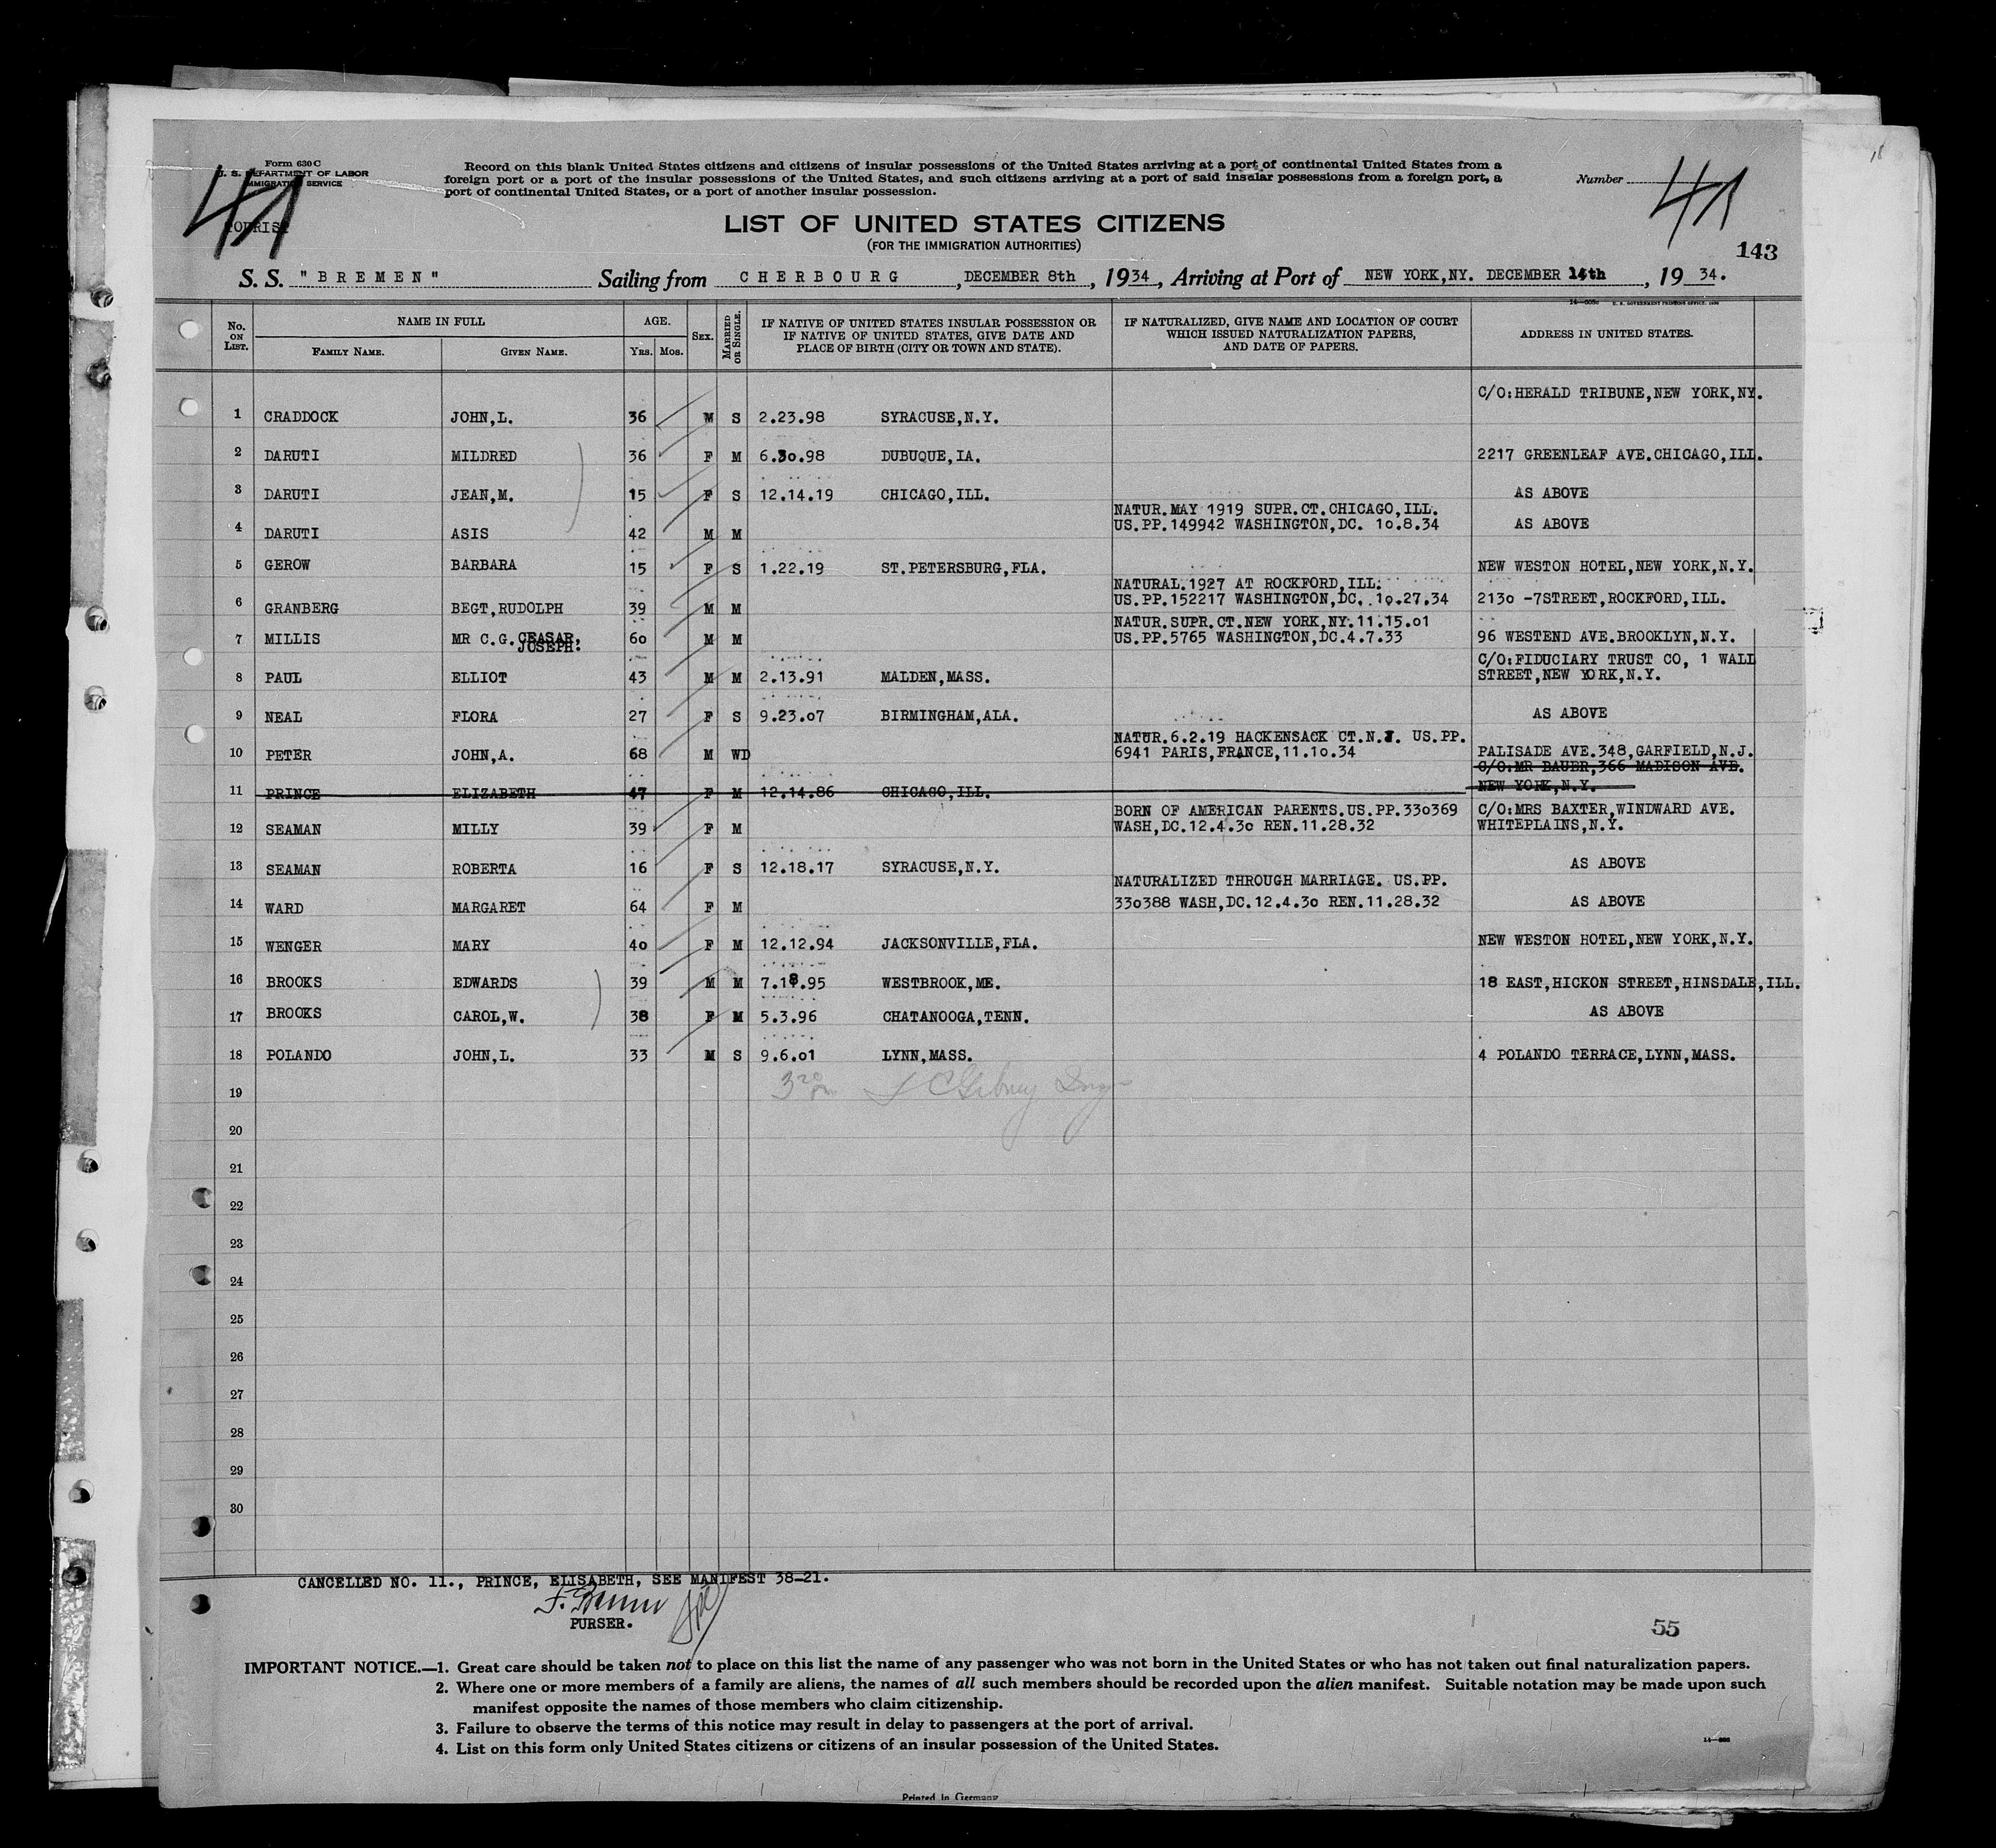 18
Form 630 C
U. S. DEPARTMENT OF LABOR
IMMIGRATION SERVICE
TOURIST
41
Record on this blank United States citizens and citizens of insular possessions of the United States arriving at a port of continental United States from a
foreign port or a port of the insular possessions of the United States, and such citizens arriving at a port of said insular possessions from a foreign port, a
port of continental United States, or a port of another insular possession.
Number
41
143
LIST OF UNITED STATES CITIZENS
(FOR THE IMMIGRATION AUTHORITIES)
S. S. "BREMEN" Sailing from CHERBOURG, DECEMBER 8th, 1934, Arriving at Port of NEW YORK,NY. DECEMBER 14th, 1934.
No. ON LIST. NAME IN FULL FAMILY NAME. GIVEN NAME. AGE. YRS. MOS. SEX. MARRIED OR SINGLE.
IF NATIVE OF UNITED STATES INSULAR POSSESSION OR
IF NATIVE OF UNITED STATES, GIVE DATE AND
PLACE OF BIRTH (CITY OR TOWN AND STATE).
IF NATURALIZED, GIVE NAME AND LOCATION OF COURT
WHICH ISSUED NATURALIZATION PAPERS,
AND DATE OF PAPERS.
ADDRESS IN UNITED STATES.
C/O:HERALD TRIBUNE,NEW YORK,NY.
1 CRADDOCK JOHN,L. 36 M S 2.23.98 SYRACUSE,N.Y.
2 DARUTI MILDRED 36 F M 6.30.98 DUBUQUE,IA. 2217 GREENLEAF AVE.CHICAGO,ILL.
3 DARUTI JEAN,M. 15 F S 12.14.19 CHICAGO,ILL. AS ABOVE
NATUR.MAY 1919 SUPR.CT.CHICAGO,ILL.
4 DARUTI ASIS 42 M M US.PP.149942 WASHINGTON,DC. 10.8.34 AS ABOVE
5 GEROW BARBARA 15 F S 1.22.19 ST.PETERSBURG,FLA. NEW WESTON HOTEL,NEW YORK,N.Y.
NATURAL.1927 AT ROCKFORD,ILL.
6 GRANBERG BEGT,RUDOLPH 39 M M US.PP.152217 WASHINGTON,DC. 10.27.34 2130 -7STREET,ROCKFORD,ILL.
NATUR.SUPR.CT.NEW YORK,NY.11.15.01
7 MILLIS MR C.G. CEASAR, JOSEPH. 60 M M US.PP.5765 WASHINGTON,DC.4.7.33 96 WESTEND AVE.BROOKLYN,N.Y.
C/O:FIDUCIARY TRUST CO, 1 WALL
8 PAUL ELLIOT 43 M M 2.13.91 MALDEN,MASS. STREET,NEW YORK,N.Y.
9 NEAL FLORA 27 F S 9.23.07 BIRMINGHAM,ALA. AS ABOVE
NATUR.6.2.19 HACKENSACK CT.N.J. US.PP.
10 PETER JOHN,A. 68 M WD 6941 PARIS,FRANCE,11.10.34 PALISADE AVE.348,GARFIELD,N.J.
C/O:MR BAUER,366 MADISON AVE.
11 PRINCE ELIZABETH 47 F M 12.14.86 CHICAGO,ILL. NEW YORK,N.Y.
BORN OF AMERICAN PARENTS.US.PP.330369 C/O:MRS BAXTER,WINDWARD AVE.
12 SEAMAN MILLY 39 F M WASH,DC.12.4.30 REN.11.28.32 WHITEPLAINS,N.Y.
13 SEAMAN ROBERTA 16 F S 12.18.17 SYRACUSE,N.Y. AS ABOVE
NATURALIZED THROUGH MARRIAGE. US.PP.
14 WARD MARGARET 64 F M 330388 WASH,DC.12.4.30 REN.11.28.32 AS ABOVE
15 WENGER MARY 40 F M 12.12.94 JACKSONVILLE,FLA. NEW WESTON HOTEL,NEW YORK,N.Y.
16 BROOKS EDWARDS 39 M M 7.18.95 WESTBROOK,ME. 18 EAST,HICKON STREET,HINSDALE,ILL.
17 BROOKS CAROL,W. 38 F M 5.3.96 CHATANOOGA,TENN. AS ABOVE
18 POLANDO JOHN,L. 33 M S 9.6.01 LYNN,MASS. 4 POLANDO TERRACE,LYNN,MASS.
19
20
21
22
23
24
25
26
27
28
29
30
CANCELLED NO. 11., PRINCE, ELISABETH, SEE MANIFEST 38-21.
PURSER.
55
IMPORTANT NOTICE.—1. Great care should be taken not to place on this list the name of any passenger who was not born in the United States or who has not taken out final naturalization papers.
2. Where one or more members of a family are aliens, the names of all such members should be recorded upon the alien manifest. Suitable notation may be made upon such
manifest opposite the names of those members who claim citizenship.
3. Failure to observe the terms of this notice may result in delay to passengers at the port of arrival.
4. List on this form only United States citizens or citizens of an insular possession of the United States.
Printed in Germany